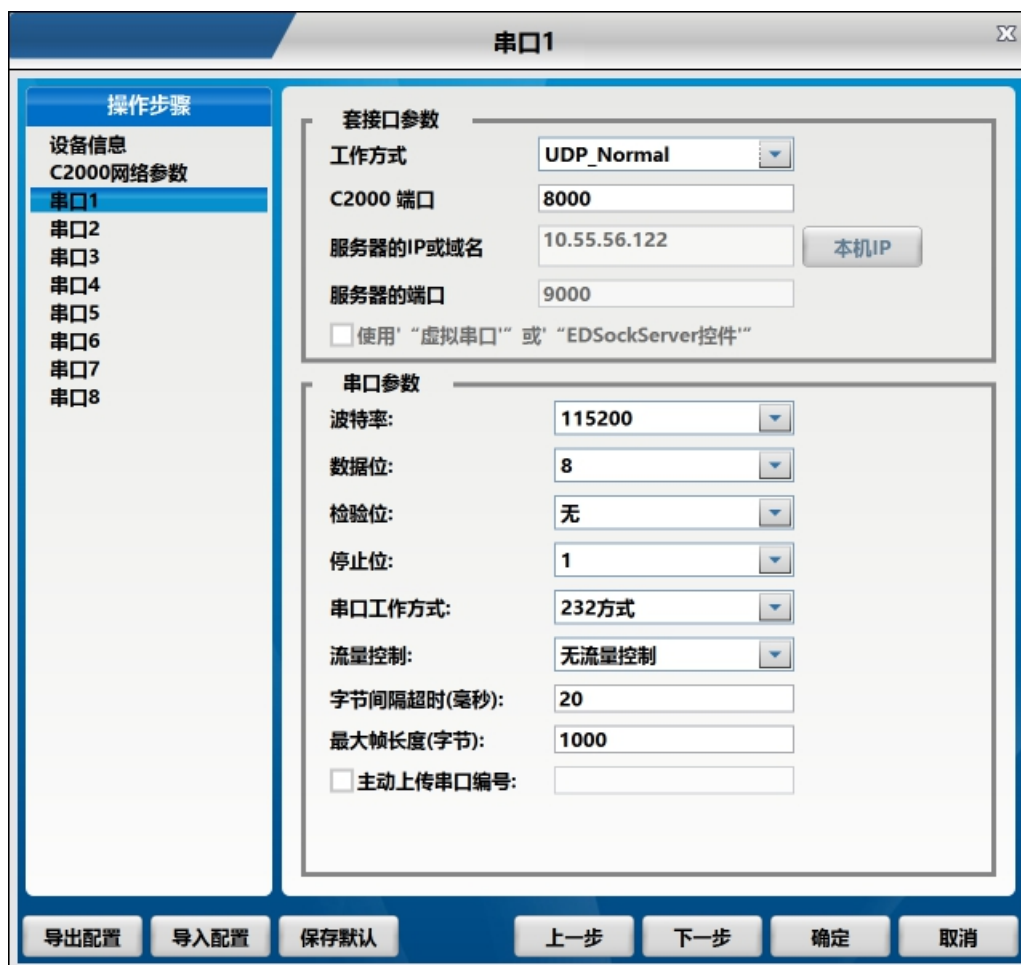 串口1
操作步骤
设备信息
C2000网络参数
串口1
串口2
串口3
串口4
串口5
串口6
串口7
串口8
套接口参数
工作方式 UDP_Normal
C2000 端口 8000
服务器的IP或域名 10.55.56.122 本机IP
服务器的端口 9000
使用' “虚拟串口'” 或' “EDSockServer控件'”
串口参数
波特率: 115200
数据位: 8
检验位: 无
停止位: 1
串口工作方式: 232方式
流量控制: 无流量控制
字节间隔超时(毫秒): 20
最大帧长度(字节): 1000
主动上传串口编号:
导出配置 导入配置 保存默认 上一步 下一步 确定 取消